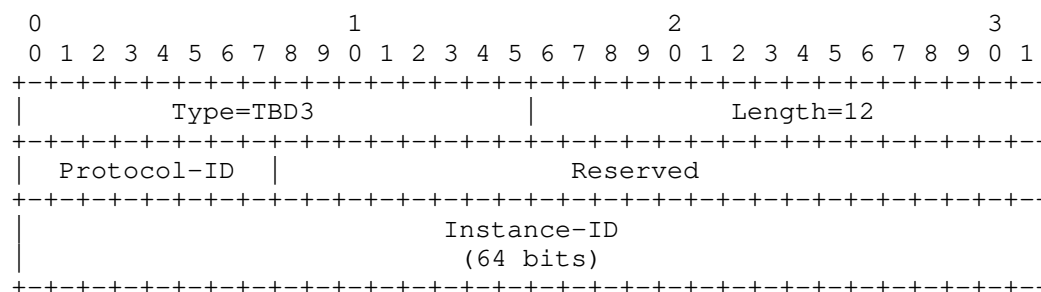 0                   1                   2                   3
0 1 2 3 4 5 6 7 8 9 0 1 2 3 4 5 6 7 8 9 0 1 2 3 4 5 6 7 8 9 0 1
+-+-+-+-+-+-+-+-+-+-+-+-+-+-+-+-+-+-+-+-+-+-+-+-+-+-+-+-+-+-+-+--
|         Type=TBD3             |            Length=12
+-+-+-+-+-+-+-+-+-+-+-+-+-+-+-+-+-+-+-+-+-+-+-+-+-+-+-+-+-+-+-+--
|  Protocol-ID  |                  Reserved
+-+-+-+-+-+-+-+-+-+-+-+-+-+-+-+-+-+-+-+-+-+-+-+-+-+-+-+-+-+-+-+--
|                          Instance-ID
|                           (64 bits)
+-+-+-+-+-+-+-+-+-+-+-+-+-+-+-+-+-+-+-+-+-+-+-+-+-+-+-+-+-+-+-+--